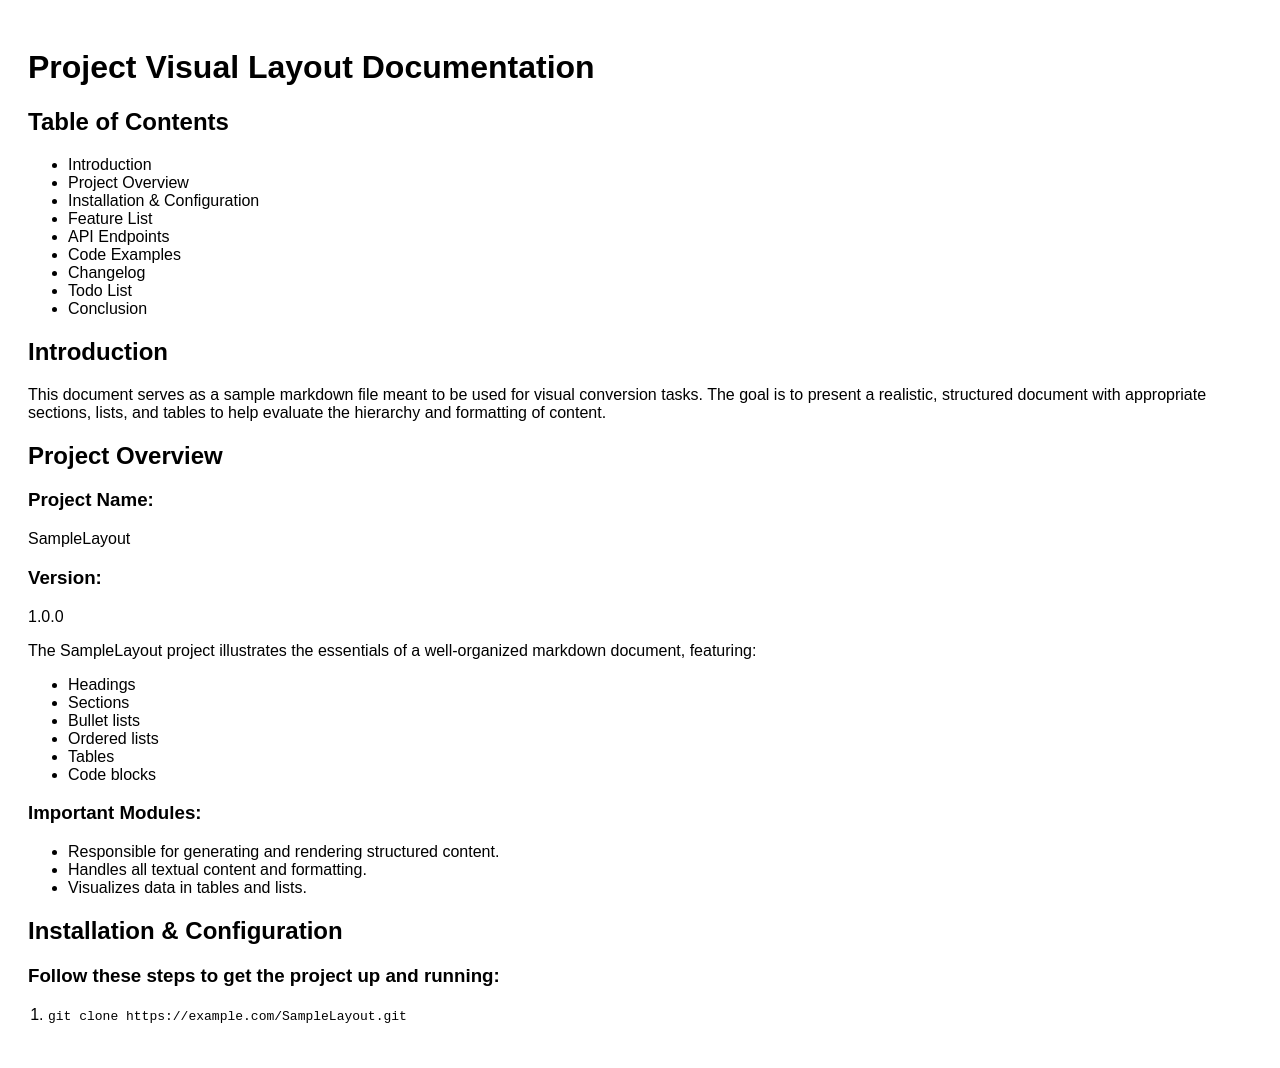 Project Visual Layout Documentation
Table of Contents
• Introduction
• Project Overview
• Installation & Configuration
• Feature List
• API Endpoints
• Code Examples
• Changelog
• Todo List
• Conclusion
Introduction
This document serves as a sample markdown file meant to be used for visual conversion tasks. The goal is to present a realistic, structured document with appropriate
sections, lists, and tables to help evaluate the hierarchy and formatting of content.
Project Overview
Project Name:
SampleLayout
Version:
1.0.0
The SampleLayout project illustrates the essentials of a well-organized markdown document, featuring:
• Headings
• Sections
• Bullet lists
• Ordered lists
• Tables
• Code blocks
Important Modules:
• Responsible for generating and rendering structured content.
• Handles all textual content and formatting.
• Visualizes data in tables and lists.
Installation & Configuration
Follow these steps to get the project up and running:
1. git clone https://example.com/SampleLayout.git